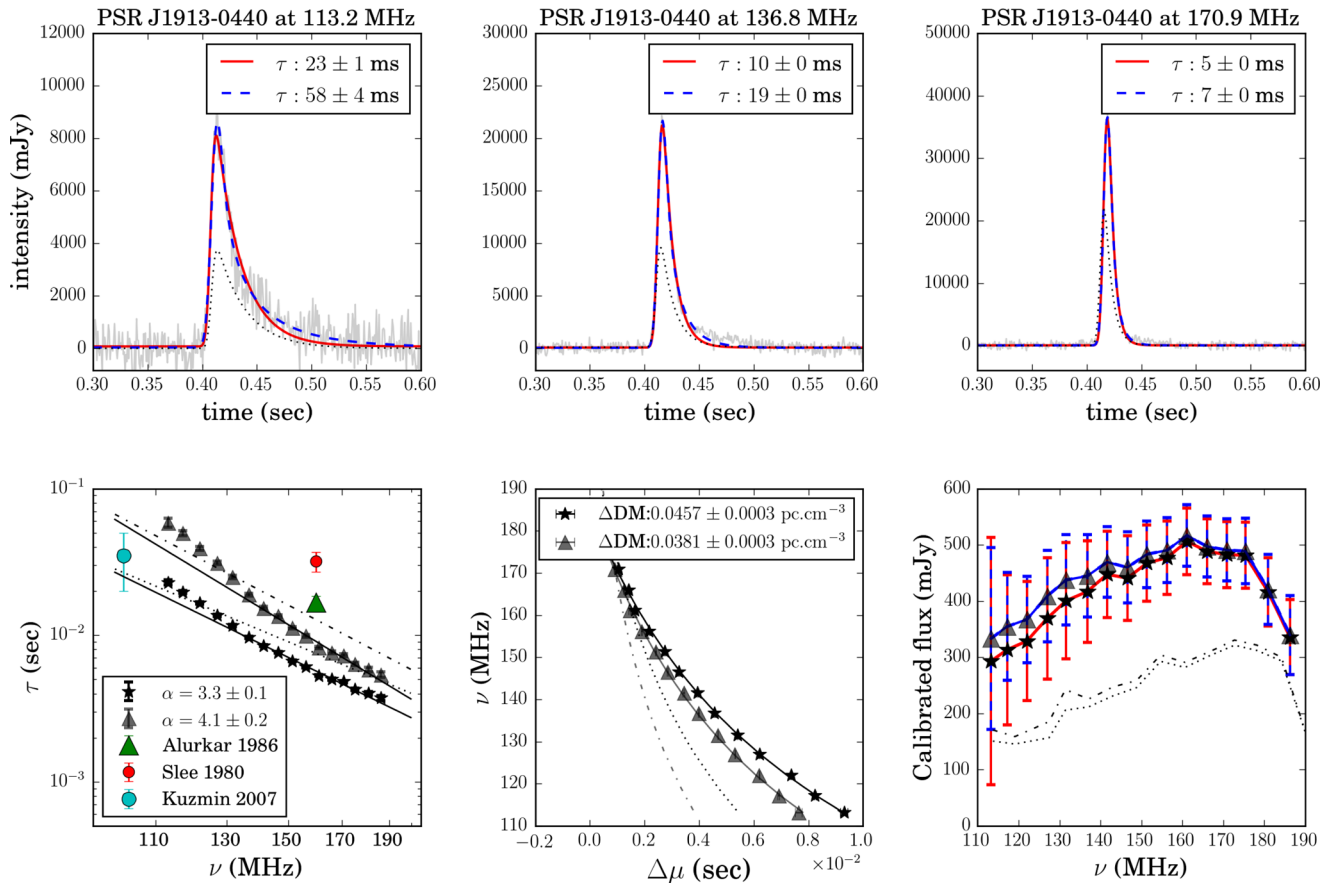 PSR J1913-0440 at 113.2 MHz
PSR J1913-0440 at 136.8 MHz
PSR J1913-0440 at 170.9 MHz
12000
10000
8000
6000
4000
2000
0
intensity (mJy)
τ : 23 ± 1 ms
τ : 58 ± 4 ms
0.30 0.35 0.40 0.45 0.50 0.55 0.60
time (sec)
30000
25000
20000
15000
10000
5000
0
τ : 10 ± 0 ms
τ : 19 ± 0 ms
0.30 0.35 0.40 0.45 0.50 0.55 0.60
time (sec)
50000
40000
30000
20000
10000
0
τ : 5 ± 0 ms
τ : 7 ± 0 ms
0.30 0.35 0.40 0.45 0.50 0.55 0.60
time (sec)
10⁻¹
10⁻²
10⁻³
τ (sec)
α = 3.3 ± 0.1
α = 4.1 ± 0.2
Alurkar 1986
Slee 1980
Kuzmin 2007
110 130 150 170 190
ν (MHz)
190
180
170
160
150
140
130
120
110
ν (MHz)
ΔDM:0.0457 ± 0.0003 pc.cm⁻³
ΔDM:0.0381 ± 0.0003 pc.cm⁻³
−0.2 0.0 0.2 0.4 0.6 0.8 1.0
×10⁻²
Δμ (sec)
600
500
400
300
200
100
0
Calibrated flux (mJy)
110 120 130 140 150 160 170 180 190
ν (MHz)